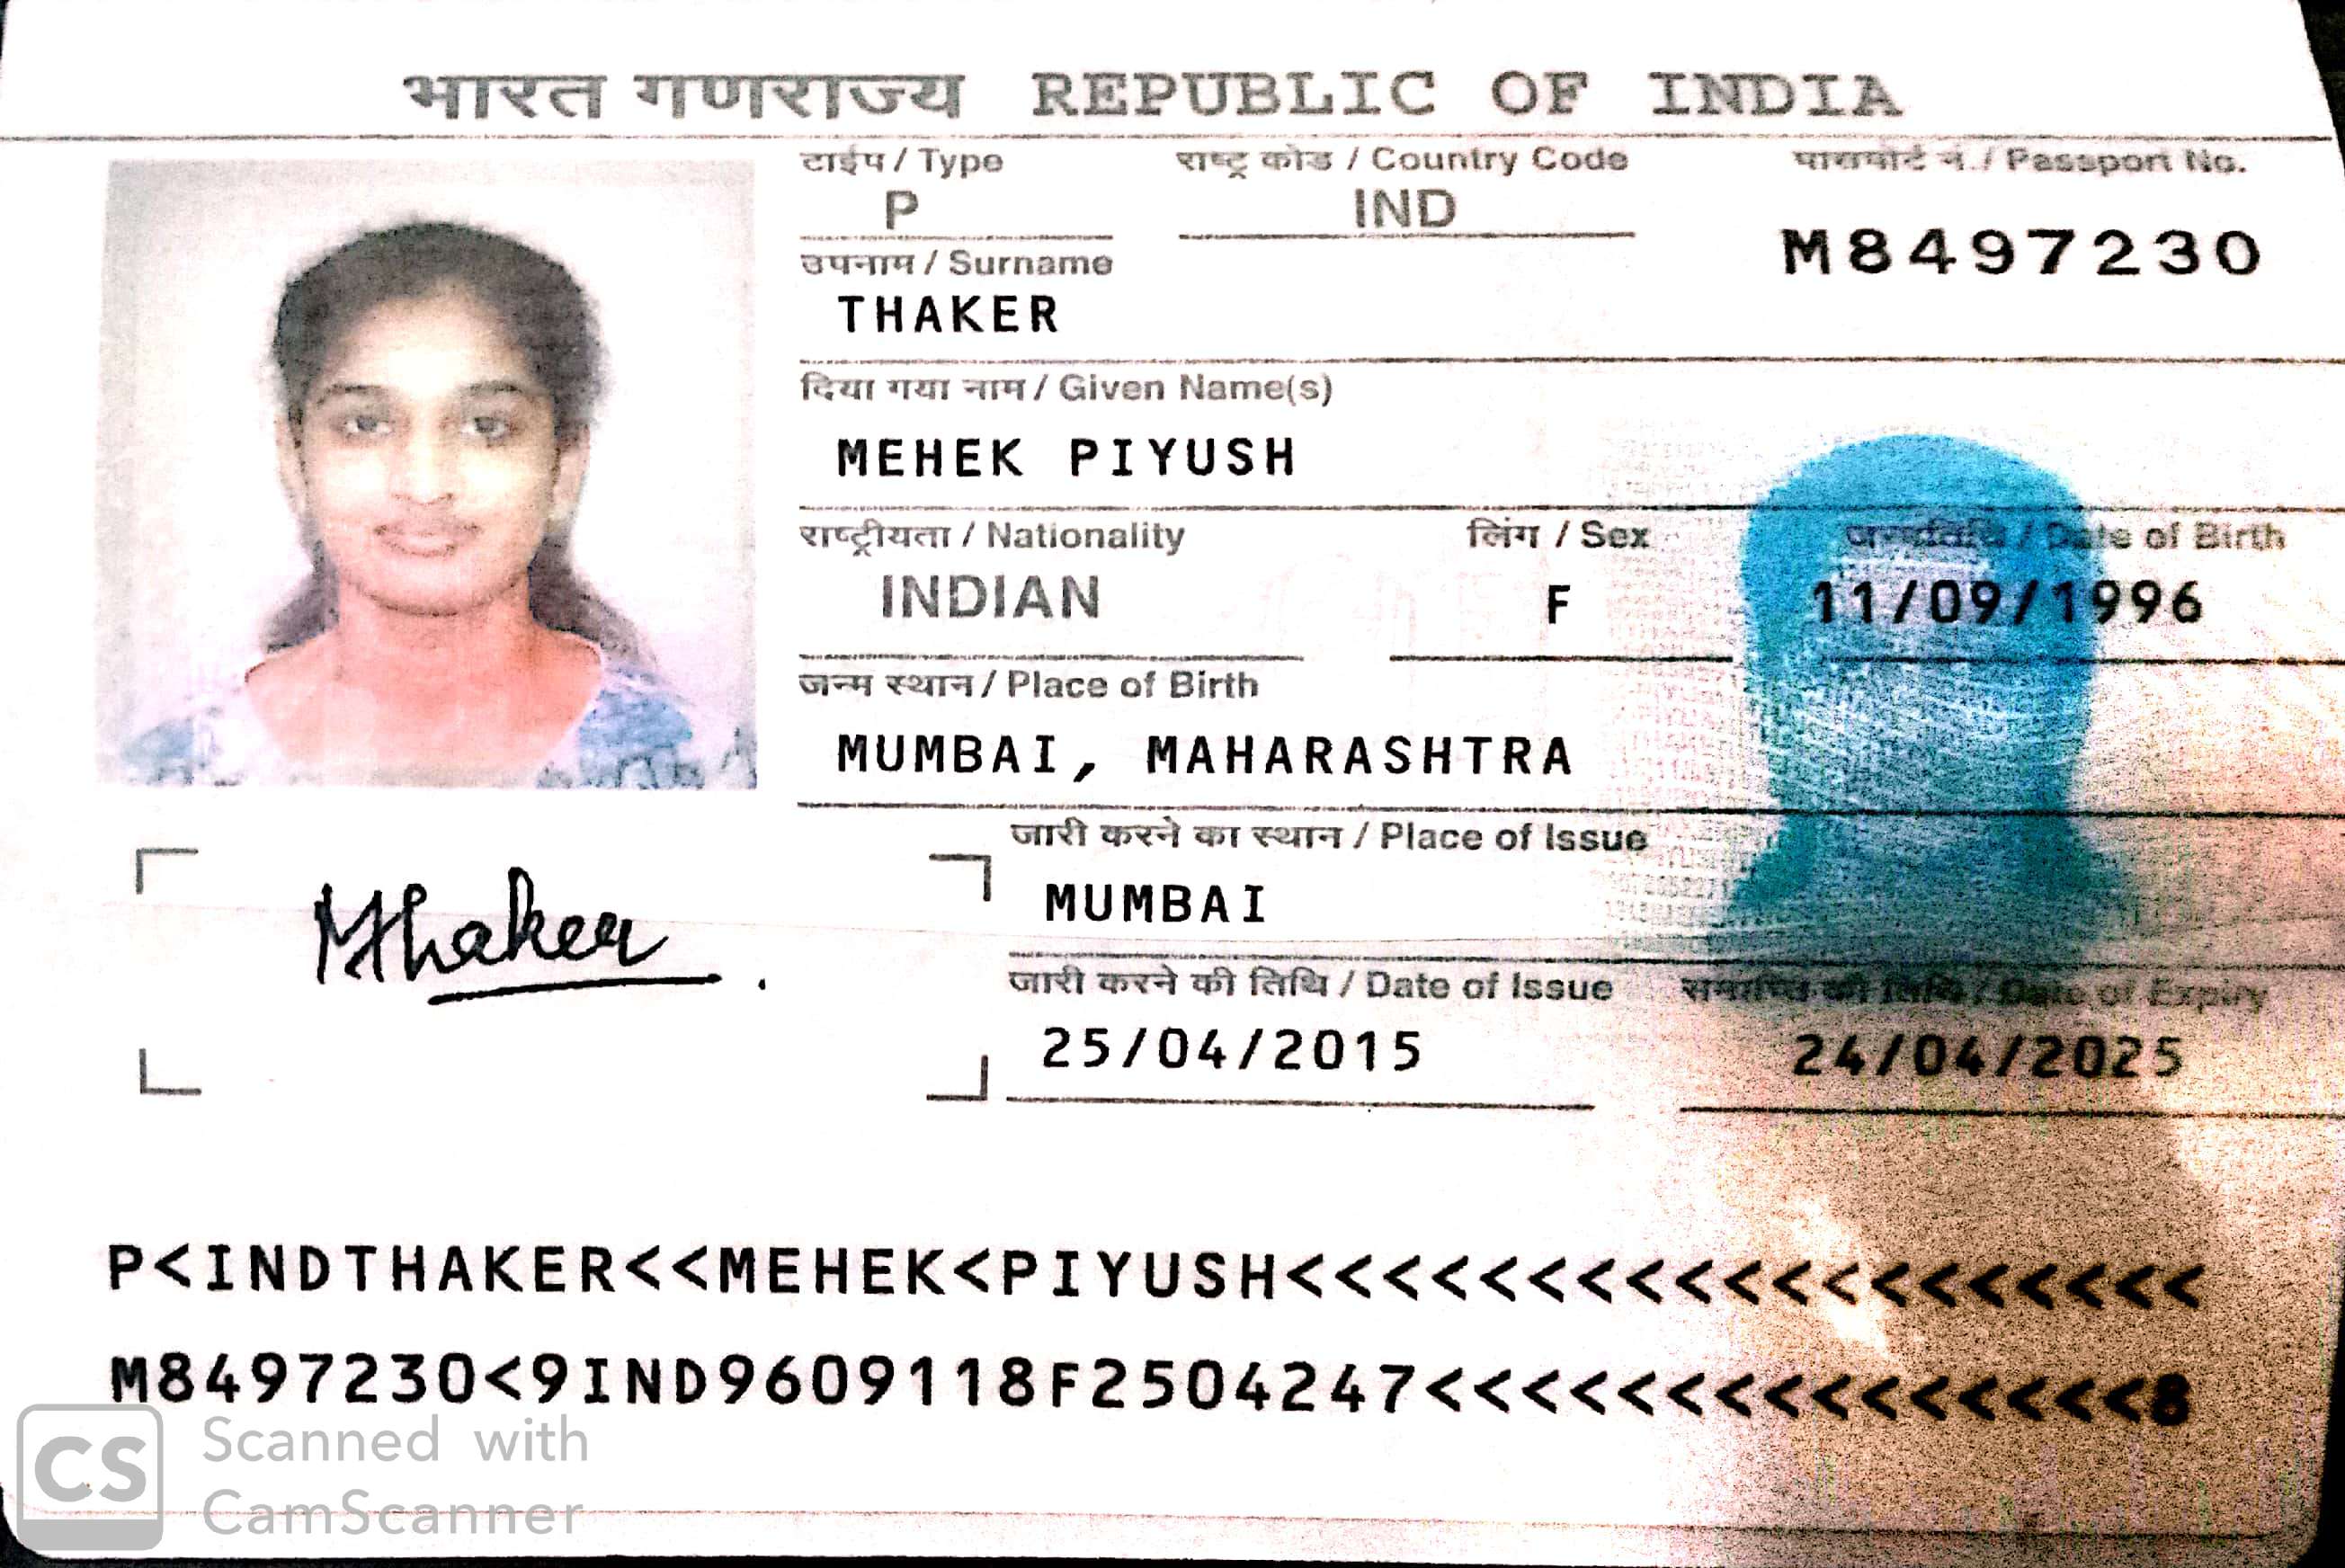 भारत गणराज्य REPUBLIC OF INDIA
टाईप / Type राष्ट्र कोड / Country Code पासपोर्ट नं. / Passport No.
P IND M8497230
उपनाम / Surname
THAKER
दिया गया नाम / Given Name(s)
MEHEK PIYUSH
राष्ट्रीयता / Nationality लिंग / Sex जन्मतिथि / Date of Birth
INDIAN F 11/09/1996
जन्म स्थान / Place of Birth
MUMBAI, MAHARASHTRA
जारी करने का स्थान / Place of Issue
MUMBAI
MThaker
जारी करने की तिथि / Date of Issue समाप्ति की तिथि / Date of Expiry
25/04/2015 24/04/2025
P<INDTHAKER<<MEHEK<PIYUSH<<<<<<<<<<<<<<<<<<<
M8497230<9IND9609118F2504247<<<<<<<<<<<<<<<8
CS Scanned with
CamScanner